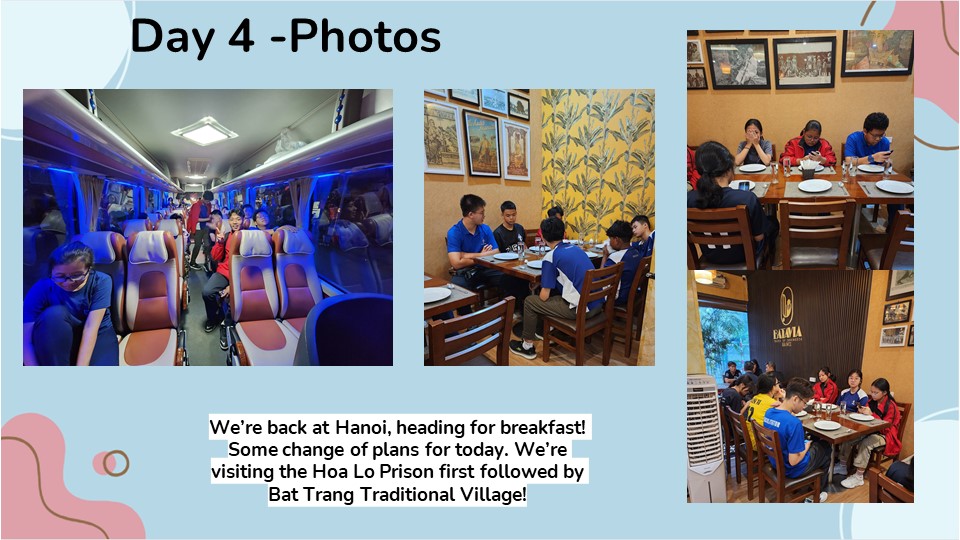 Day 4 -Photos
BATAVIA
We’re back at Hanoi, heading for breakfast!
Some change of plans for today. We’re
visiting the Hoa Lo Prison first followed by
Bat Trang Traditional Village!